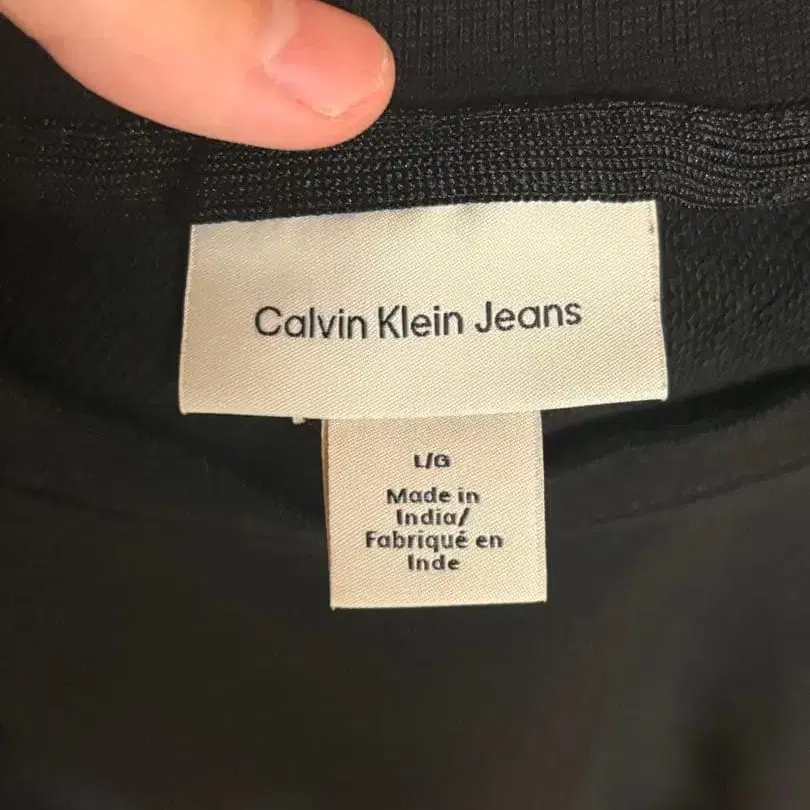 Calvin Klein Jeans
L/G
Made in
India/
Fabriqué en
Inde